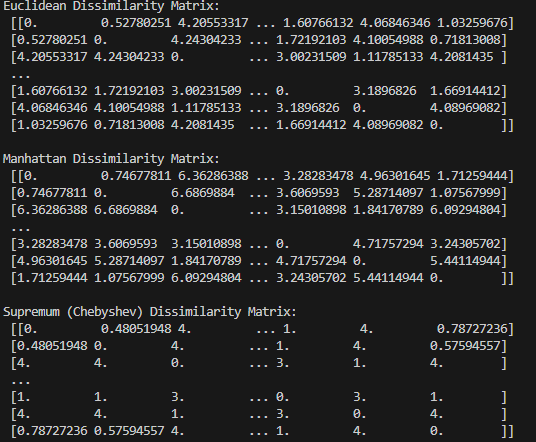 Euclidean Dissimilarity Matrix:
[[0. 0.52780251 4.20553317 ... 1.60766132 4.06846346 1.03259676]
[0.52780251 0. 4.24304233 ... 1.72192103 4.10054988 0.71813008]
[4.20553317 4.24304233 0. ... 3.00231509 1.11785133 4.2081435 ]
...
[1.60766132 1.72192103 3.00231509 ... 0. 3.1896826 1.66914412]
[4.06846346 4.10054988 1.11785133 ... 3.1896826 0. 4.08969082]
[1.03259676 0.71813008 4.2081435 ... 1.66914412 4.08969082 0. ]]
Manhattan Dissimilarity Matrix:
[[0. 0.74677811 6.36286388 ... 3.28283478 4.96301645 1.71259444]
[0.74677811 0. 6.6869884 ... 3.6069593 5.28714097 1.07567999]
[6.36286388 6.6869884 0. ... 3.15010898 1.84170789 6.09294804]
...
[3.28283478 3.6069593 3.15010898 ... 0. 4.71757294 3.24305702]
[4.96301645 5.28714097 1.84170789 ... 4.71757294 0. 5.44114944]
[1.71259444 1.07567999 6.09294804 ... 3.24305702 5.44114944 0. ]]
Supremum (Chebyshev) Dissimilarity Matrix:
[[0. 0.48051948 4. ... 1. 4. 0.78727236]
[0.48051948 0. 4. ... 1. 4. 0.57594557]
[4. 4. 0. ... 3. 1. 4. ]
...
[1. 1. 3. ... 0. 3. 1. ]
[4. 4. 1. ... 3. 0. 4. ]
[0.78727236 0.57594557 4. ... 1. 4. 0. ]]